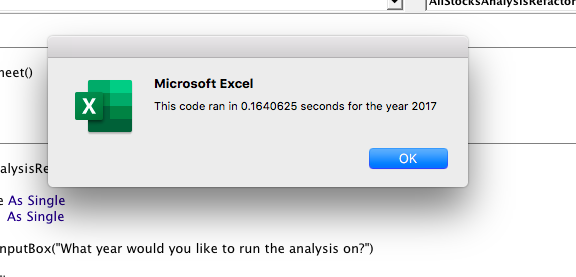 AllStocksAnalysisRefactor
heet()
Microsoft Excel
This code ran in 0.1640625 seconds for the year 2017
OK
alysisRe
e As Single
As Single
nputBox("What year would you like to run the analysis on?")